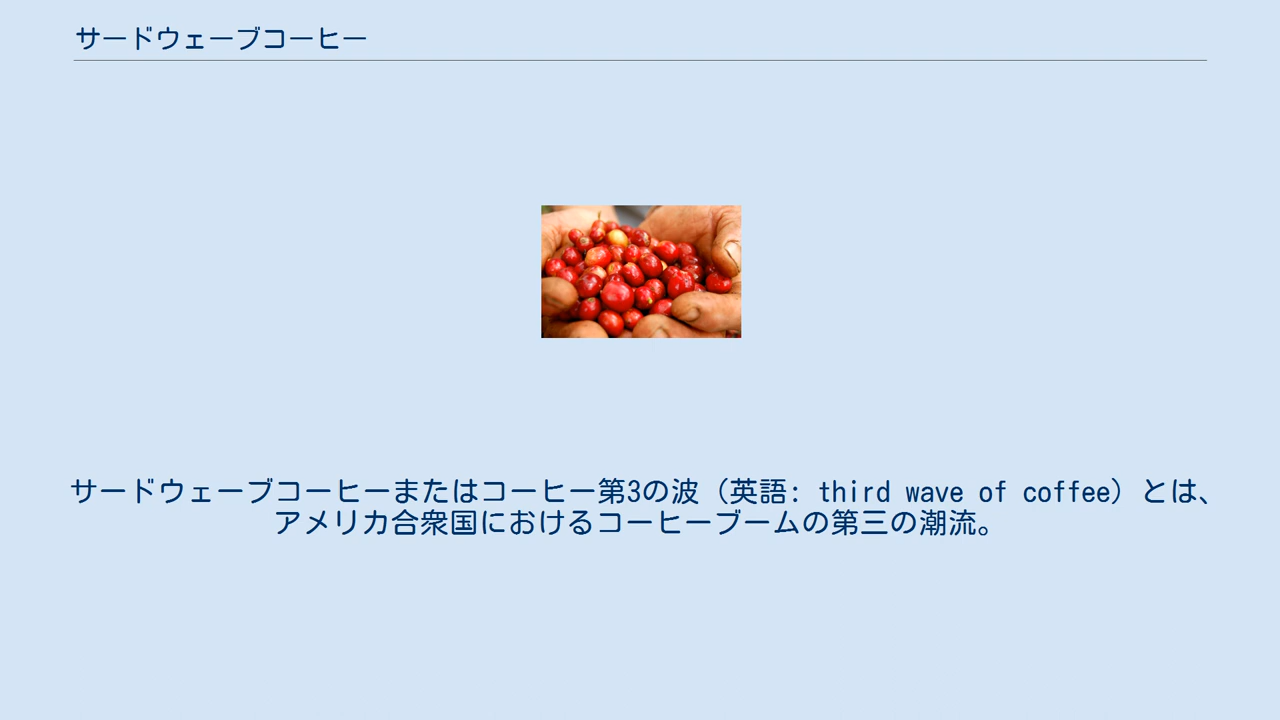 サードウェーブコーヒー
サードウェーブコーヒーまたはコーヒー第3の波（英語: third wave of coffee）とは、
アメリカ合衆国におけるコーヒーブームの第三の潮流。